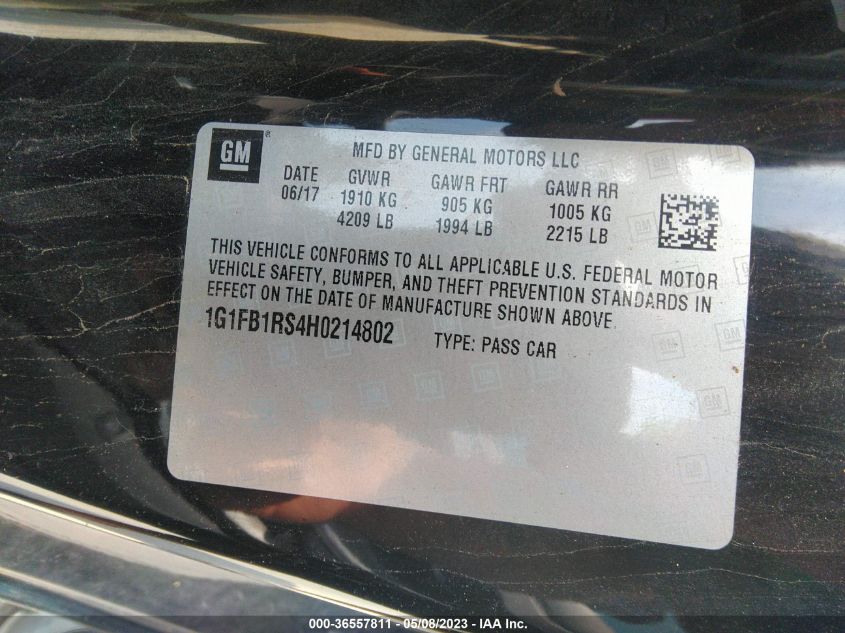 GM ®
MFD BY GENERAL MOTORS LLC
DATE GVWR GAWR FRT GAWR RR
06/17 1910 KG 905 KG 1005 KG
4209 LB 1994 LB 2215 LB
THIS VEHICLE CONFORMS TO ALL APPLICABLE U.S. FEDERAL MOTOR
VEHICLE SAFETY, BUMPER, AND THEFT PREVENTION STANDARDS IN
EFFECT ON THE DATE OF MANUFACTURE SHOWN ABOVE.
1G1FB1RS4H0214802 TYPE: PASS CAR
000-36557811 - 05/08/2023 - IAA Inc.